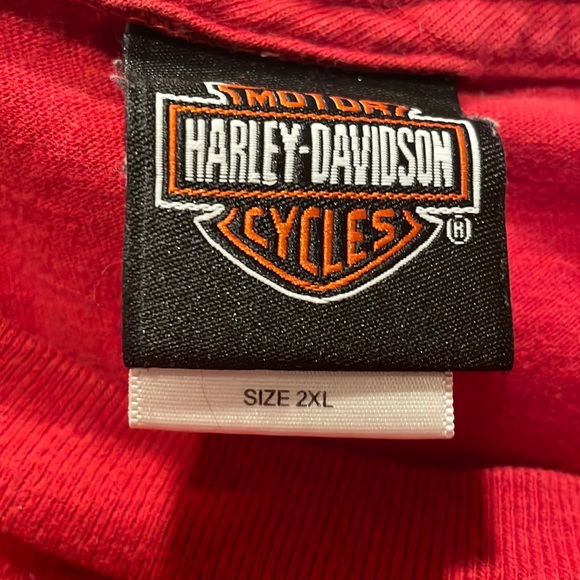 MOTOR
HARLEY-DAVIDSON
CYCLES
®
SIZE 2XL